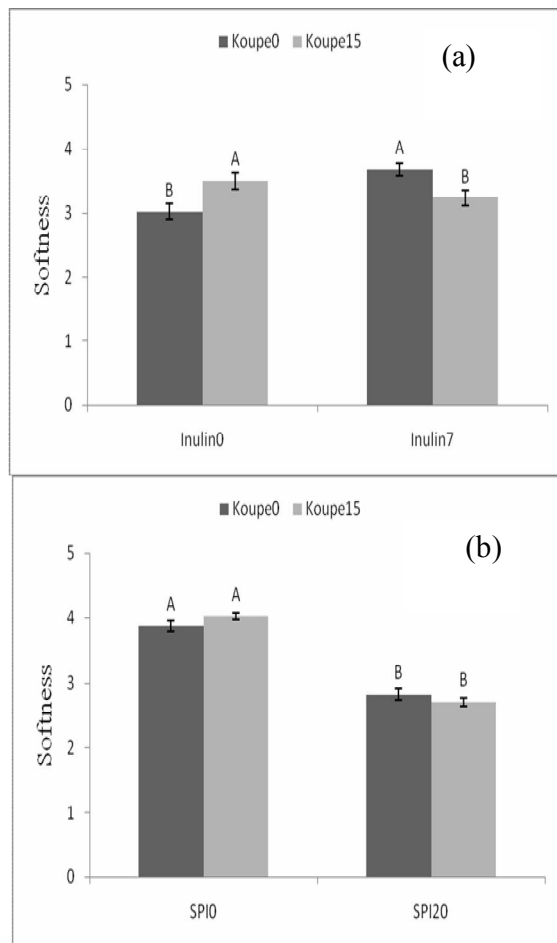 Koupe0 Koupe15
(a)
5
4
3
2
1
0
Softness
B
A
A
B
Inulin0
Inulin7
Koupe0 Koupe15
(b)
5
4
3
2
1
0
Softness
A
A
B
B
SPI0
SPI20